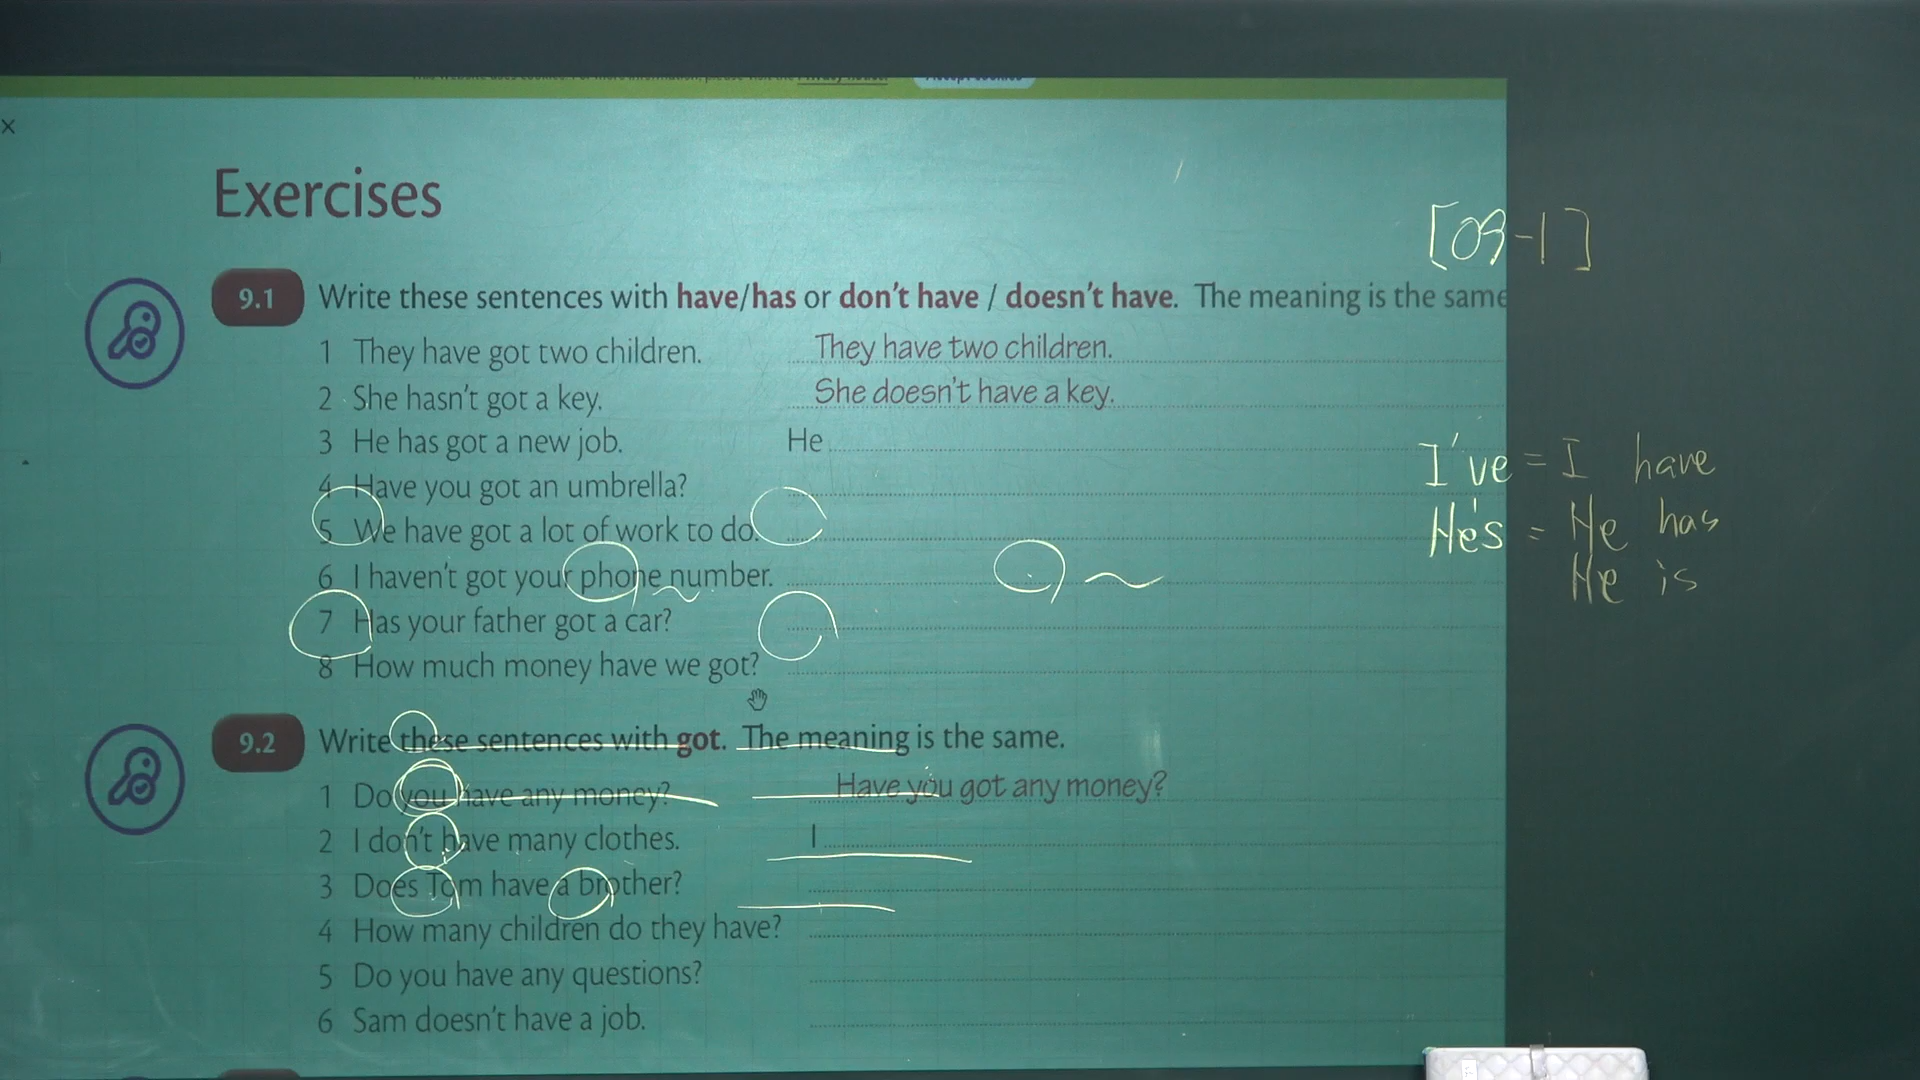 Exercises
[09-1]
9.1 Write these sentences with have/has or don't have / doesn't have. The meaning is the same
1 They have got two children. They have two children.
2 She hasn't got a key. She doesn't have a key.
3 He has got a new job. He
4 Have you got an umbrella?
5 We have got a lot of work to do.
6 I haven't got your phone number.
7 Has your father got a car?
8 How much money have we got?
I've = I have
He's = He has
He is
9.2 Write these sentences with got. The meaning is the same.
1 Do you have any money? Have you got any money?
2 I don't have many clothes. I
3 Does Tom have a brother?
4 How many children do they have?
5 Do you have any questions?
6 Sam doesn't have a job.